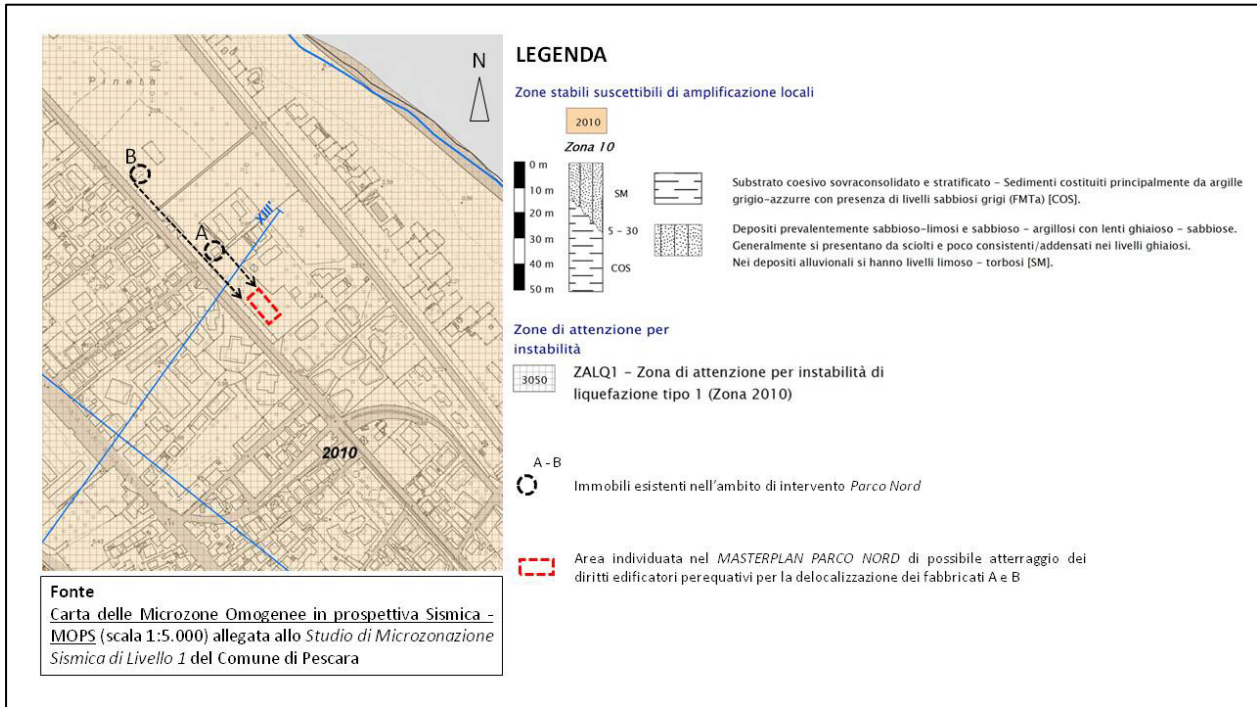 Pineta
B
A
XIII'
2010
N
Fonte
Carta delle Microzone Omogenee in prospettiva Sismica -
MOPS (scala 1:5.000) allegata allo Studio di Microzonazione
Sismica di Livello 1 del Comune di Pescara
LEGENDA
Zone stabili suscettibili di amplificazione locali
2010
Zona 10
0 m
10 m
20 m
30 m
40 m
50 m
SM
5 - 30
COS
Substrato coesivo sovraconsolidato e stratificato - Sedimenti costituiti principalmente da argille
grigio-azzurre con presenza di livelli sabbiosi grigi (FMTa) [COS].
Depositi prevalentemente sabbioso-limosi e sabbioso - argillosi con lenti ghiaioso - sabbiose.
Generalmente si presentano da sciolti e poco consistenti/addensati nei livelli ghiaiosi.
Nei depositi alluvionali si hanno livelli limoso - torbosi [SM].
Zone di attenzione per
instabilità
3050
ZALQ1 - Zona di attenzione per instabilità di
liquefazione tipo 1 (Zona 2010)
A - B
Immobili esistenti nell'ambito di intervento Parco Nord
Area individuata nel MASTERPLAN PARCO NORD di possibile atterraggio dei
diritti edificatori perequativi per la delocalizzazione dei fabbricati A e B